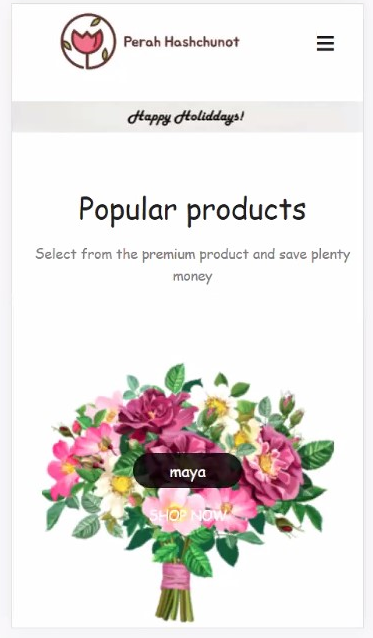 Perah Hashchunot
Happy Holiddays!
Popular products
Select from the premium product and save plenty
money
maya
SHOP NOW